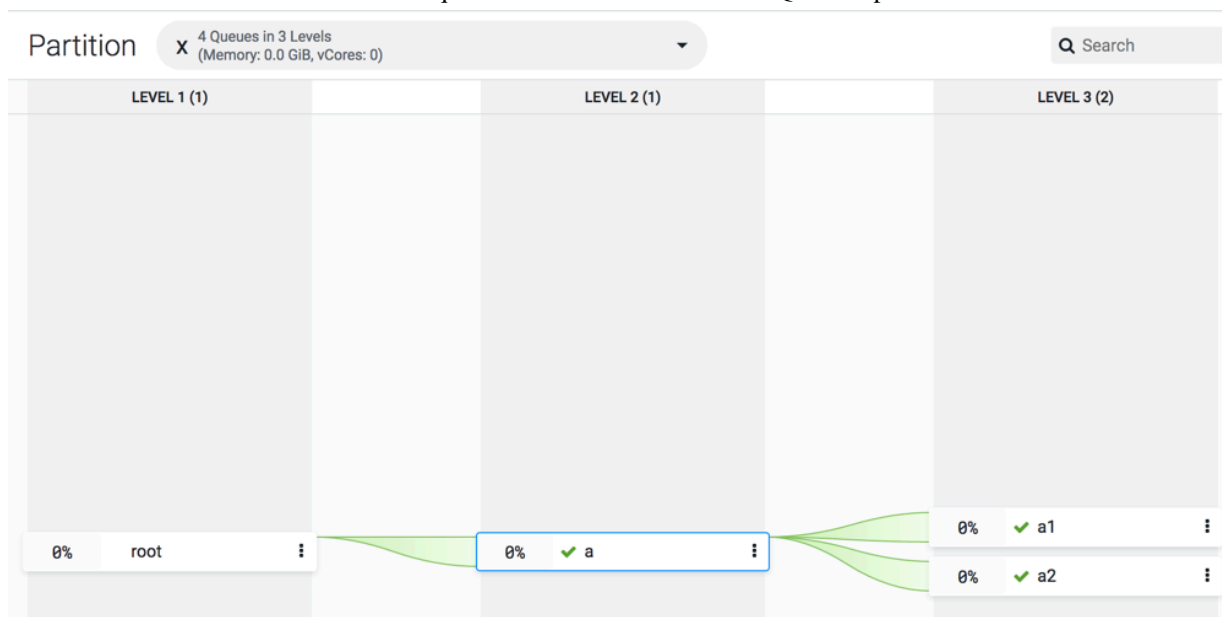 Partition
x
4 Queues in 3 Levels
(Memory: 0.0 GiB, vCores: 0)
Search
LEVEL 1 (1)
LEVEL 2 (1)
LEVEL 3 (2)
0% root
0% a
0% a1
0% a2